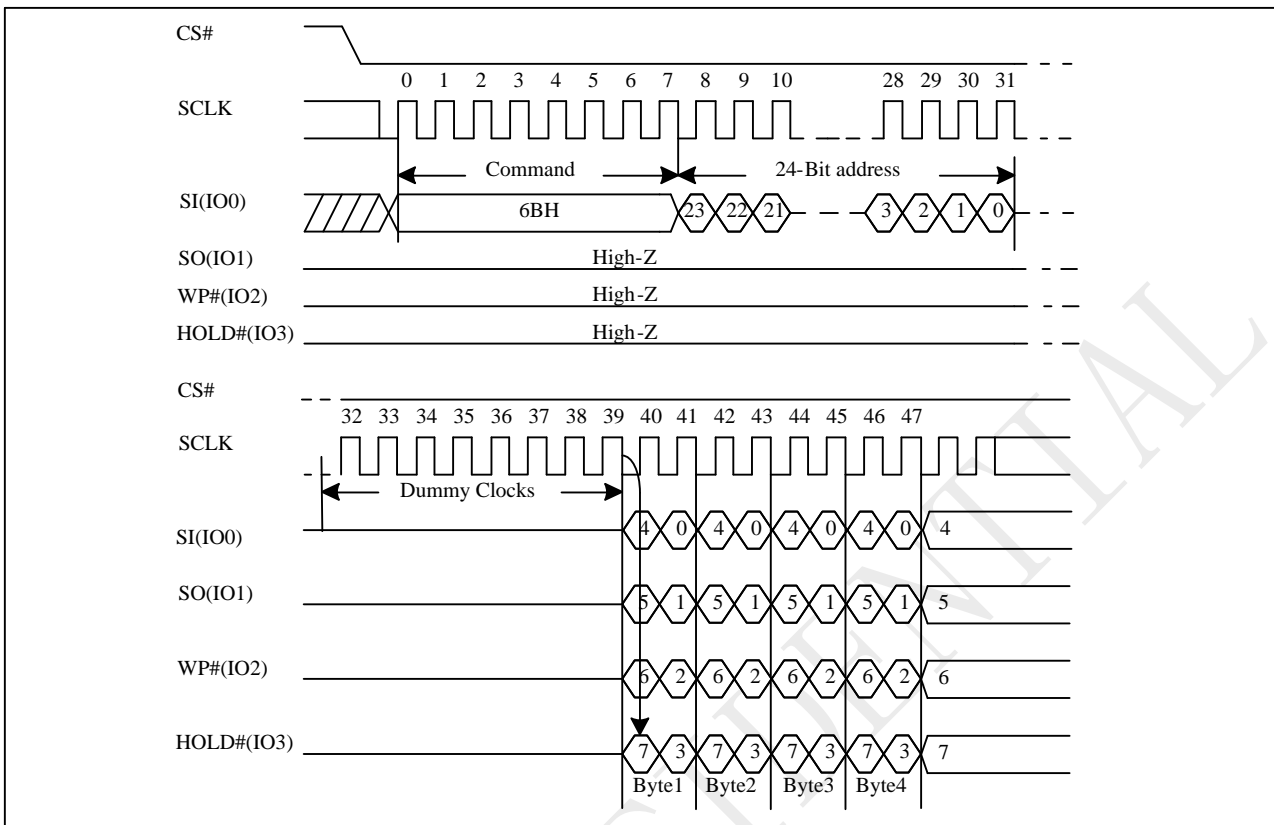 CS#
0 1 2 3 4 5 6 7 8 9 10 28 29 30 31
SCLK
Command 24-Bit address
SI(IO0) 6BH 23 22 21 3 2 1 0
SO(IO1) High-Z
WP#(IO2) High-Z
HOLD#(IO3) High-Z
CS#
32 33 34 35 36 37 38 39 40 41 42 43 44 45 46 47
SCLK
Dummy Clocks
SI(IO0) 4 0 4 0 4 0 4 0 4
SO(IO1) 5 1 5 1 5 1 5 1 5
WP#(IO2) 6 2 6 2 6 2 6 2 6
HOLD#(IO3) 7 3 7 3 7 3 7 3 7
Byte1 Byte2 Byte3 Byte4